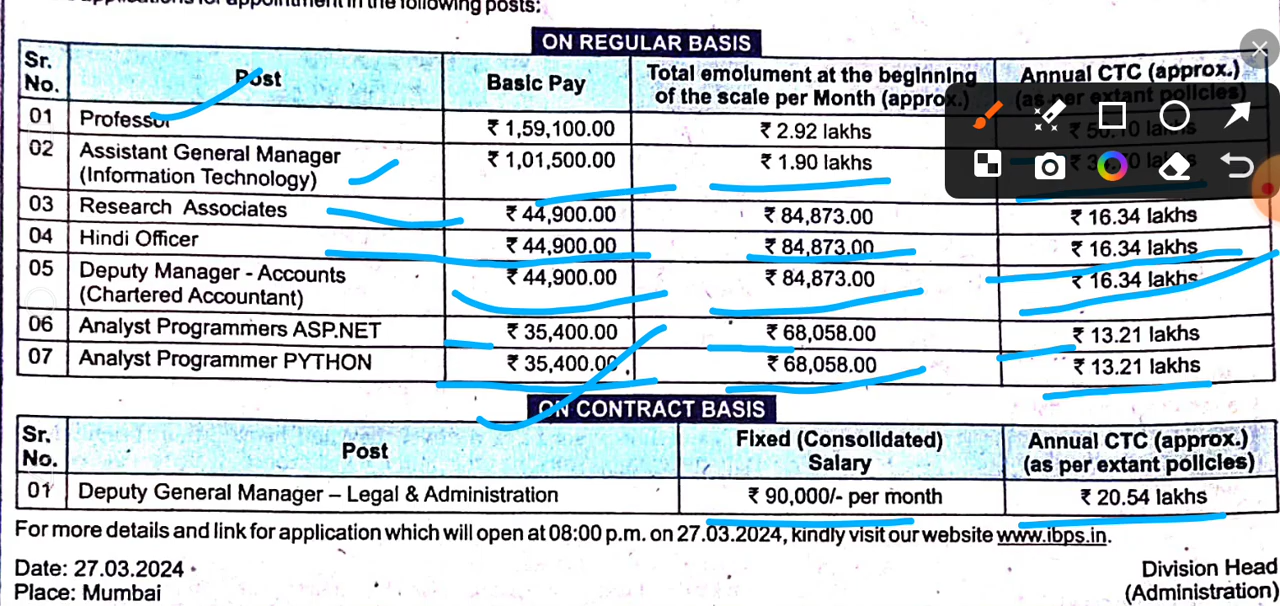 applications for appointment in the following posts:
ON REGULAR BASIS
Sr. No. Post Basic Pay Total emolument at the beginning of the scale per Month (approx.) Annual CTC (approx.) (as per extant policies)
01 Professor ₹ 1,59,100.00 ₹ 2.92 lakhs
02 Assistant General Manager (Information Technology) ₹ 1,01,500.00 ₹ 1.90 lakhs
03 Research Associates ₹ 44,900.00 ₹ 84,873.00 ₹ 16.34 lakhs
04 Hindi Officer ₹ 44,900.00 ₹ 84,873.00 ₹ 16.34 lakhs
05 Deputy Manager - Accounts (Chartered Accountant) ₹ 44,900.00 ₹ 84,873.00 ₹ 16.34 lakhs
06 Analyst Programmers ASP.NET ₹ 35,400.00 ₹ 68,058.00 ₹ 13.21 lakhs
07 Analyst Programmer PYTHON ₹ 35,400.00 ₹ 68,058.00 ₹ 13.21 lakhs
ON CONTRACT BASIS
Sr. No. Post Fixed (Consolidated) Salary Annual CTC (approx.) (as per extant policies)
01 Deputy General Manager – Legal & Administration ₹ 90,000/- per month ₹ 20.54 lakhs
For more details and link for application which will open at 08:00 p.m. on 27.03.2024, kindly visit our website www.ibps.in.
Date: 27.03.2024
Place: Mumbai
Division Head
(Administration)